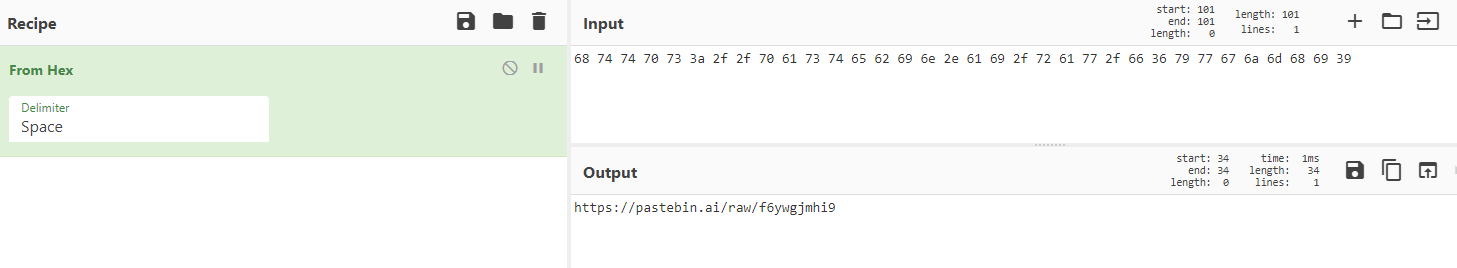 Recipe
From Hex
Delimiter
Space
Input
start: 101
end: 101
length: 0
length: 101
lines: 1
68 74 74 70 73 3a 2f 2f 70 61 73 74 65 62 69 6e 2e 61 69 2f 72 61 77 2f 66 36 79 77 67 6a 6d 68 69 39
Output
start: 34
end: 34
length: 0
time: 1ms
length: 34
lines: 1
https://pastebin.ai/raw/f6ywgjmhi9